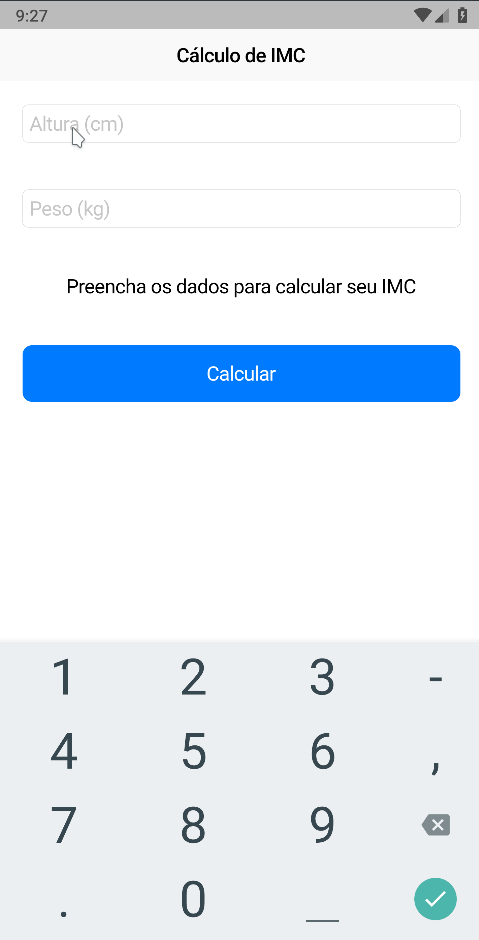 9:27
Cálculo de IMC
Altura (cm)
Peso (kg)
Preencha os dados para calcular seu IMC
Calcular
1 2 3 -
4 5 6 ,
7 8 9
. 0 _